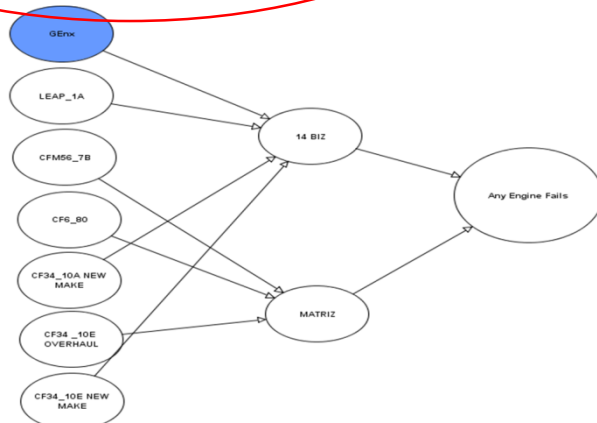 GEnx
LEAP_1A
14 BIZ
CFM56_7B
Any Engine Fails
CF6_80
CF34_10A NEW
MAKE
MATRIZ
CF34 _10E
OVERHAUL
CF34_10E NEW
MAKE